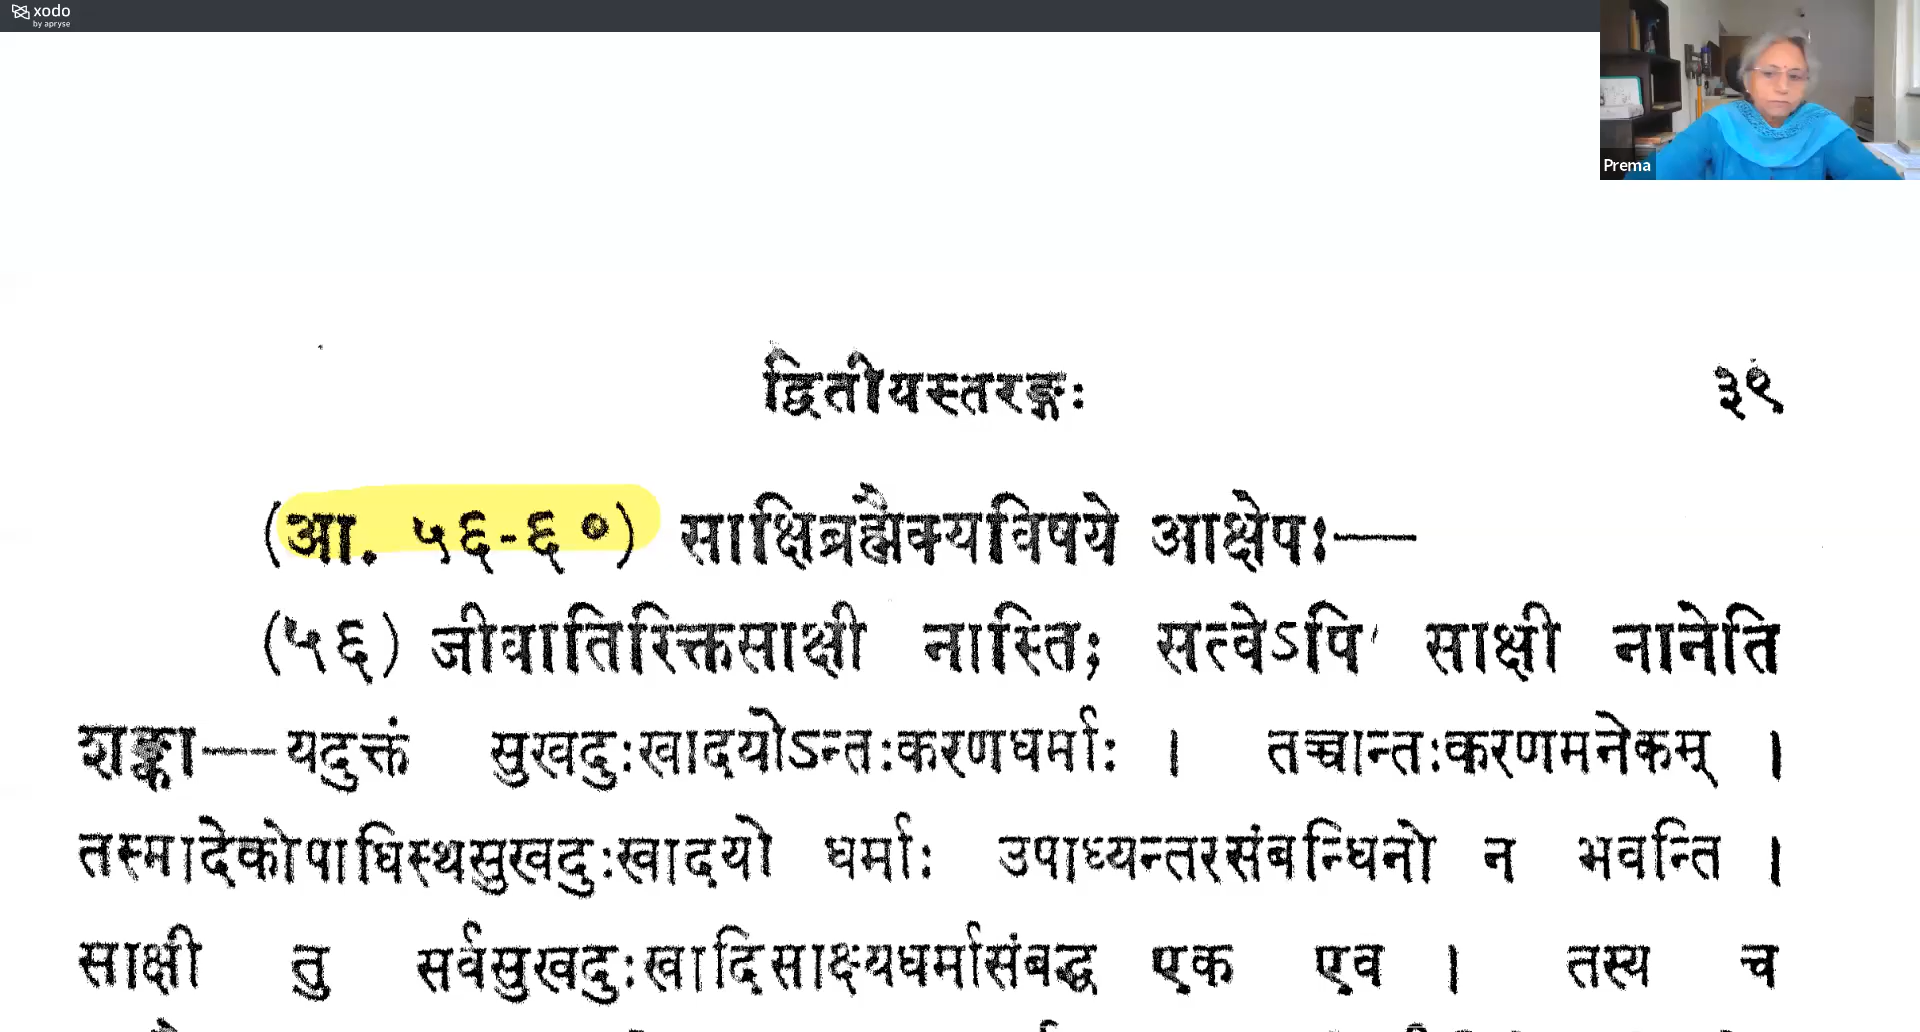 xodo
by apryse
Prema
द्वितीयस्तरङ्गः ३९
(आ. ५६-६०) साक्षिब्रह्मैक्यविषये आक्षेपः—
(५६) जीवातिरिक्तसाक्षी नास्ति; सत्वेऽपि साक्षी नानेति
शङ्का—यदुक्तं सुखदुःखादयोऽन्तःकरणधर्माः । तच्चान्तःकरणमनेकम् ।
तस्मादेकोपाधिस्थसुखदुःखादयो धर्माः उपाध्यन्तरसंबन्धिनो न भवन्ति ।
साक्षी तु सर्वसुखदुःखादिसाक्ष्यधर्मासंबद्ध एक एव । तस्य च